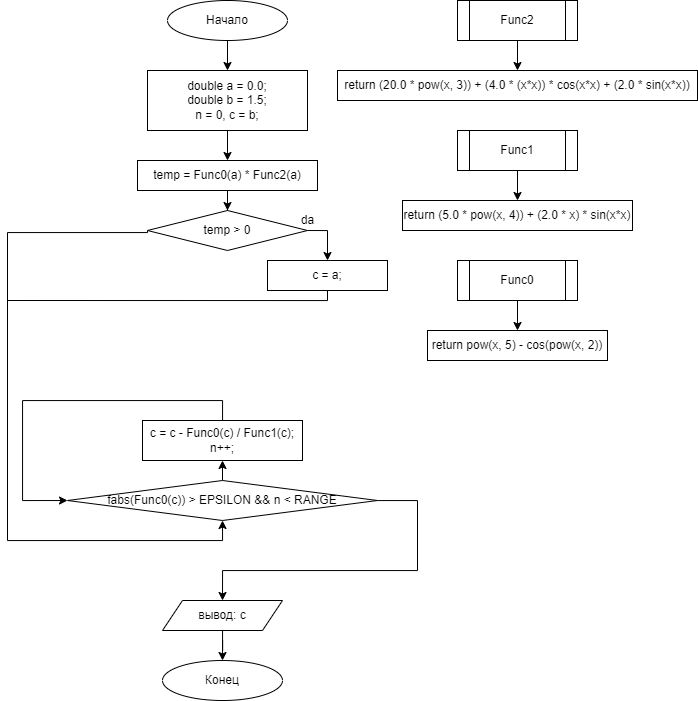 Начало
double a = 0.0;
double b = 1.5;
n = 0, c = b;
temp = Func0(a) * Func2(a)
temp > 0
da
c = a;
c = c - Func0(c) / Func1(c);
n++;
fabs(Func0(c)) > EPSILON && n < RANGE
вывод: c
Конец
Func2
return (20.0 * pow(x, 3)) + (4.0 * (x*x)) * cos(x*x) + (2.0 * sin(x*x))
Func1
return (5.0 * pow(x, 4)) + (2.0 * x) * sin(x*x)
Func0
return pow(x, 5) - cos(pow(x, 2))